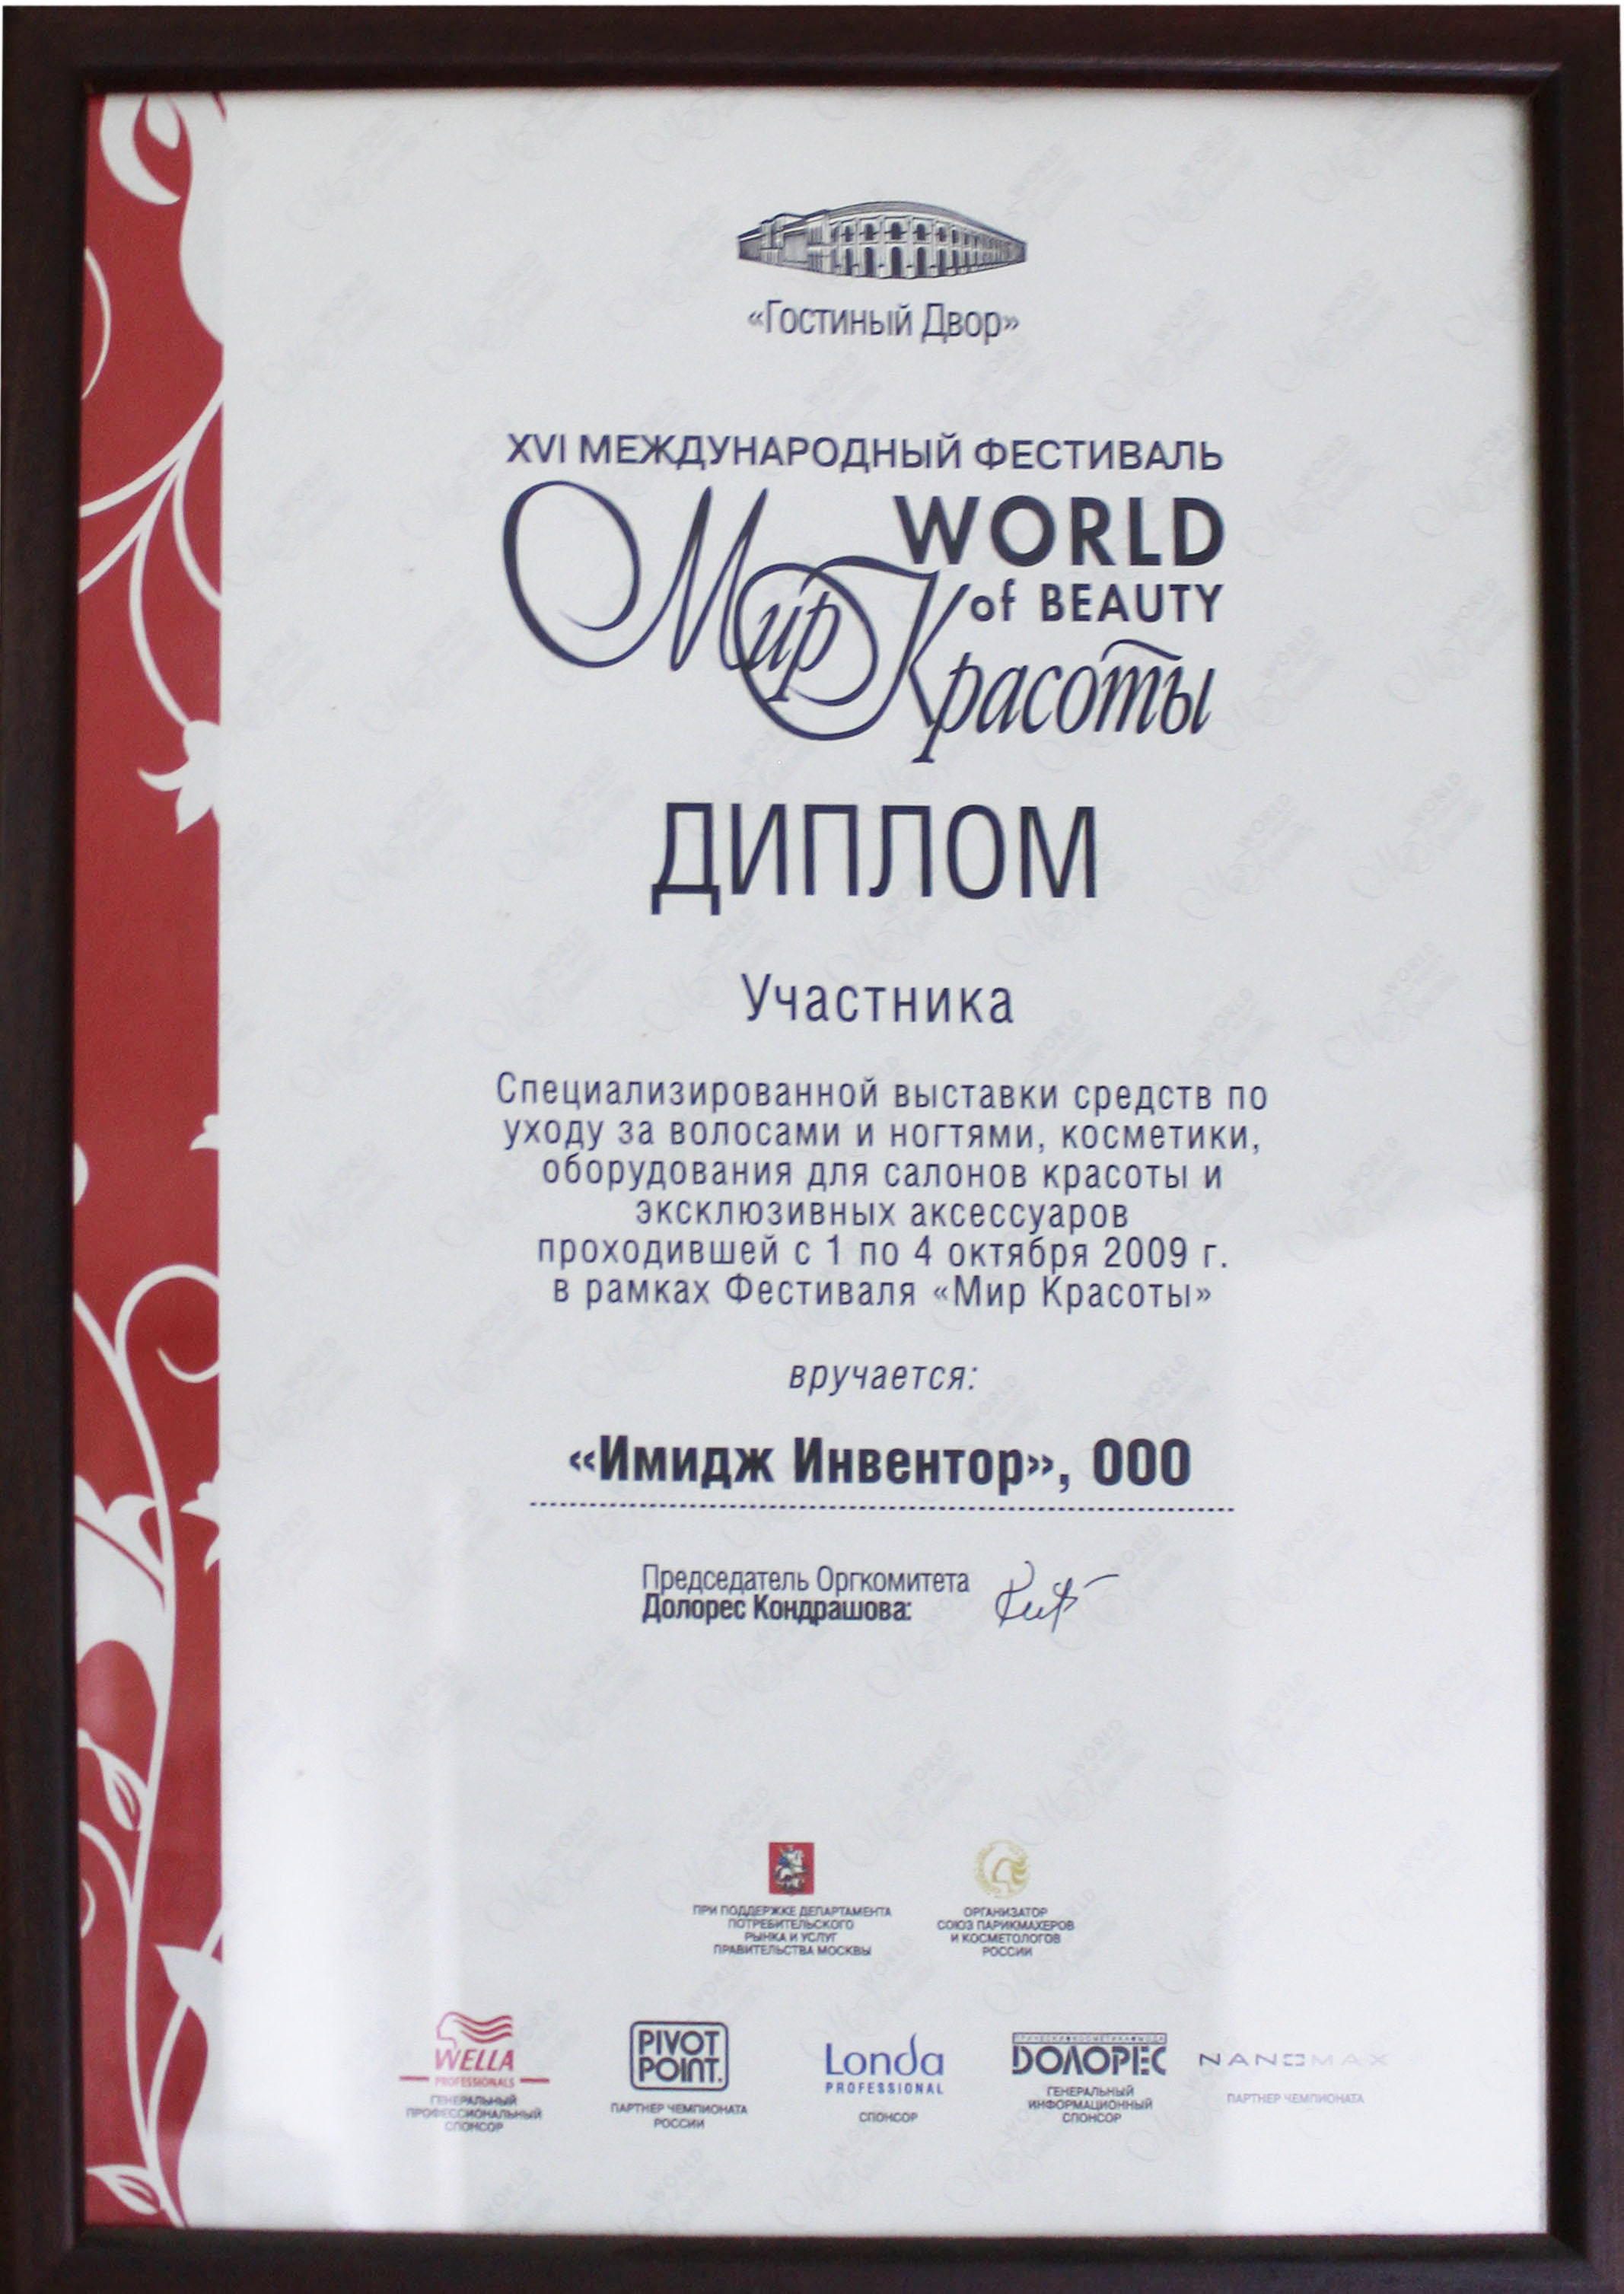 «Гостиный Двор»
XVI МЕЖДУНАРОДНЫЙ ФЕСТИВАЛЬ
WORLD
of BEAUTY
Мир Красоты
ДИПЛОМ
Участника
Специализированной выставки средств по
уходу за волосами и ногтями, косметики,
оборудования для салонов красоты и
эксклюзивных аксессуаров
проходившей с 1 по 4 октября 2009 г.
в рамках Фестиваля «Мир Красоты»
вручается:
«Имидж Инвентор», ООО
Председатель Оргкомитета
Долорес Кондрашова:
ПРИ ПОДДЕРЖКЕ ДЕПАРТАМЕНТА
ПОТРЕБИТЕЛЬСКОГО
РЫНКА И УСЛУГ
ПРАВИТЕЛЬСТВА МОСКВЫ
ОРГАНИЗАТОР
СОЮЗ ПАРИКМАХЕРОВ
И КОСМЕТОЛОГОВ
РОССИИ
WELLA
PROFESSIONALS
ГЕНЕРАЛЬНЫЙ
ПРОФЕССИОНАЛЬНЫЙ
СПОНСОР
PIVOT
POINT.
ПАРТНЕР ЧЕМПИОНАТА
РОССИИ
Londa
PROFESSIONAL
СПОНСОР
ПРИЧЕСКИ•КОСМЕТИКА•МОДА
ДОЛОРЕС
ГЕНЕРАЛЬНЫЙ
ИНФОРМАЦИОННЫЙ
СПОНСОР
NANOMAX
ПАРТНЕР ЧЕМПИОНАТА